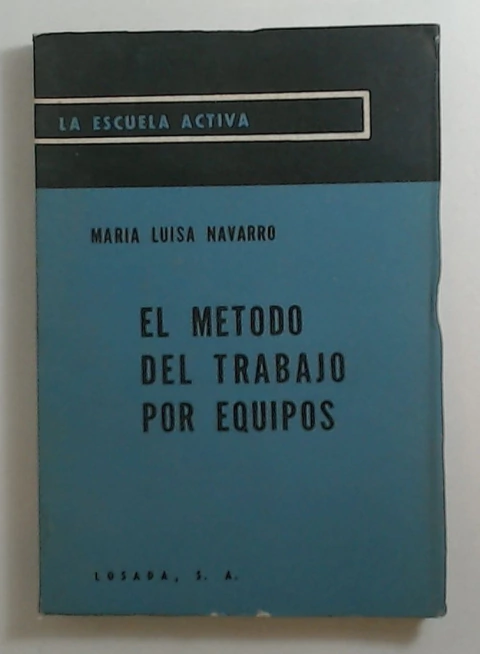 LA ESCUELA ACTIVA
MARIA LUISA NAVARRO
EL METODO
DEL TRABAJO
POR EQUIPOS
LOSADA, S. A.